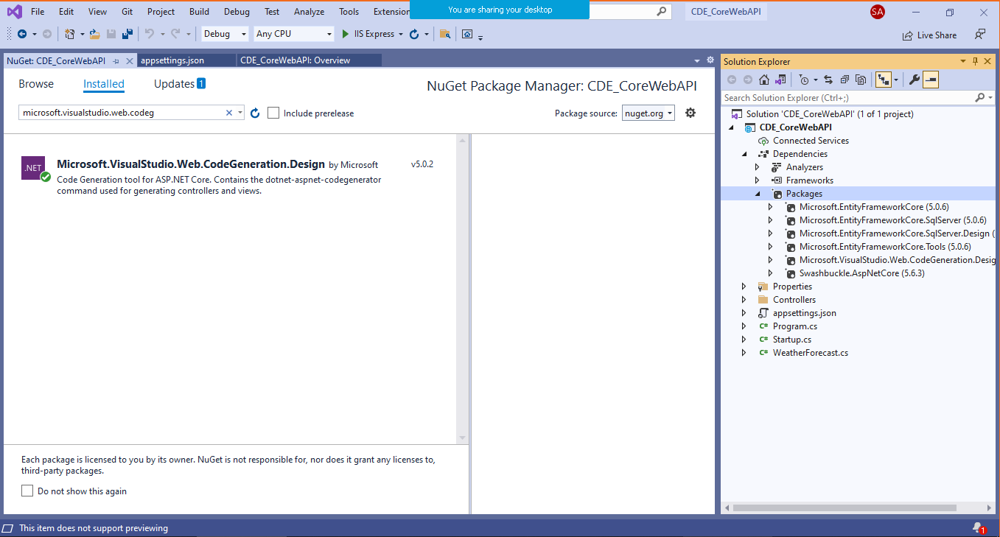 File Edit View Git Project Build Debug Test Analyze Tools Extension
You are sharing your desktop
CDE_CoreWebAPI
SA
Debug Any CPU IIS Express
Live Share
NuGet: CDE_CoreWebAPI appsettings.json CDE_CoreWebAPI: Overview
Browse Installed Updates 1
NuGet Package Manager: CDE_CoreWebAPI
microsoft.visualstudio.web.codeg
Include prerelease
Package source: nuget.org
.NET
Microsoft.VisualStudio.Web.CodeGeneration.Design by Microsoft v5.0.2
Code Generation tool for ASP.NET Core. Contains the dotnet-aspnet-codegenerator
command used for generating controllers and views.
Each package is licensed to you by its owner. NuGet is not responsible for, nor does it grant any licenses to,
third-party packages.
Do not show this again
Solution Explorer
Search Solution Explorer (Ctrl+;)
Solution 'CDE_CoreWebAPI' (1 of 1 project)
CDE_CoreWebAPI
Connected Services
Dependencies
Analyzers
Frameworks
Packages
Microsoft.EntityFrameworkCore (5.0.6)
Microsoft.EntityFrameworkCore.SqlServer (5.0.6)
Microsoft.EntityFrameworkCore.SqlServer.Design (
Microsoft.EntityFrameworkCore.Tools (5.0.6)
Microsoft.VisualStudio.Web.CodeGeneration.Desig
Swashbuckle.AspNetCore (5.6.3)
Properties
Controllers
appsettings.json
C# Program.cs
C# Startup.cs
C# WeatherForecast.cs
This item does not support previewing
1